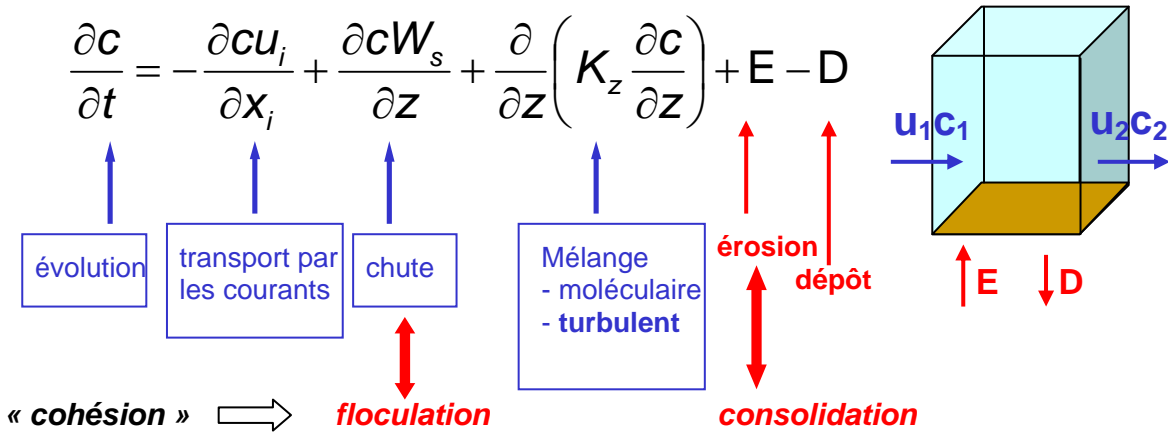 ∂c/∂t = −∂cu_i/∂x_i + ∂cW_s/∂z + ∂/∂z (K_z ∂c/∂z) + E − D
u₁c₁
u₂c₂
évolution
transport par
les courants
chute
Mélange
- moléculaire
- turbulent
érosion
dépôt
E
D
« cohésion »
floculation
consolidation